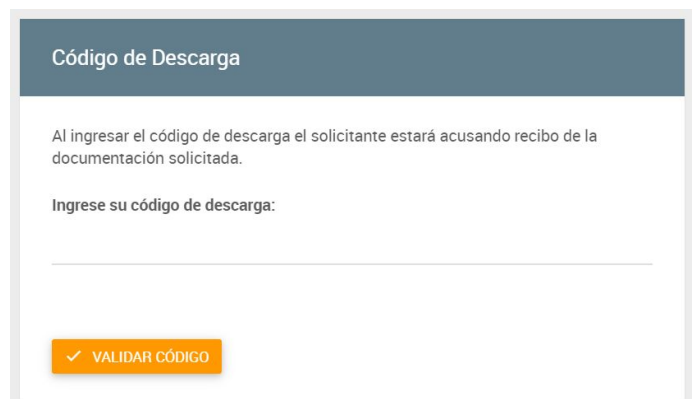 Código de Descarga
Al ingresar el código de descarga el solicitante estará acusando recibo de la
documentación solicitada.
Ingrese su código de descarga:
VALIDAR CÓDIGO